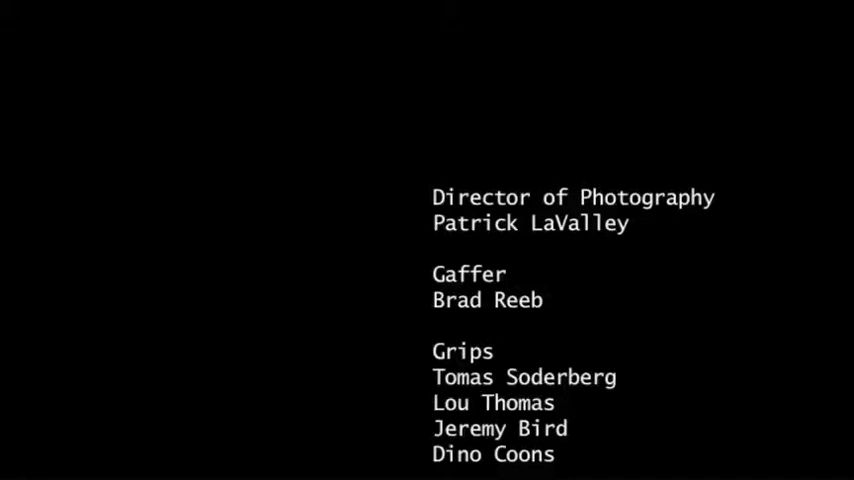 Director of Photography
Patrick LaValley
Gaffer
Brad Reeb
Grips
Tomas Soderberg
Lou Thomas
Jeremy Bird
Dino Coons